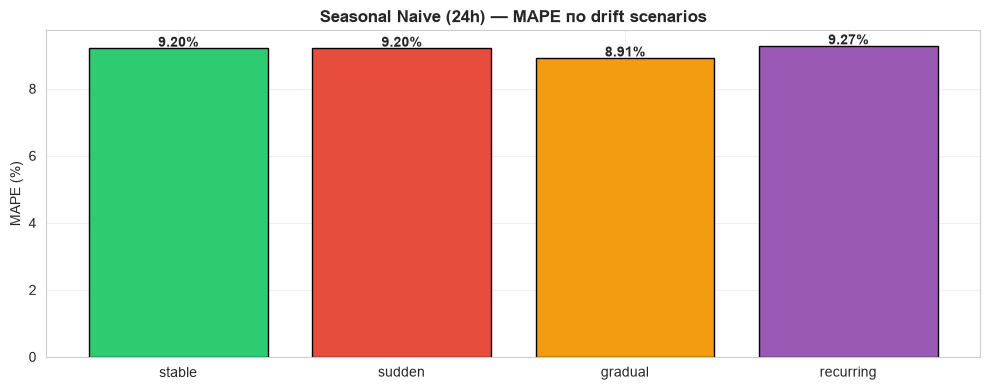 Seasonal Naive (24h) — MAPE по drift scenarios
9.20%
9.20%
8.91%
9.27%
MAPE (%)
8
6
4
2
0
stable
sudden
gradual
recurring